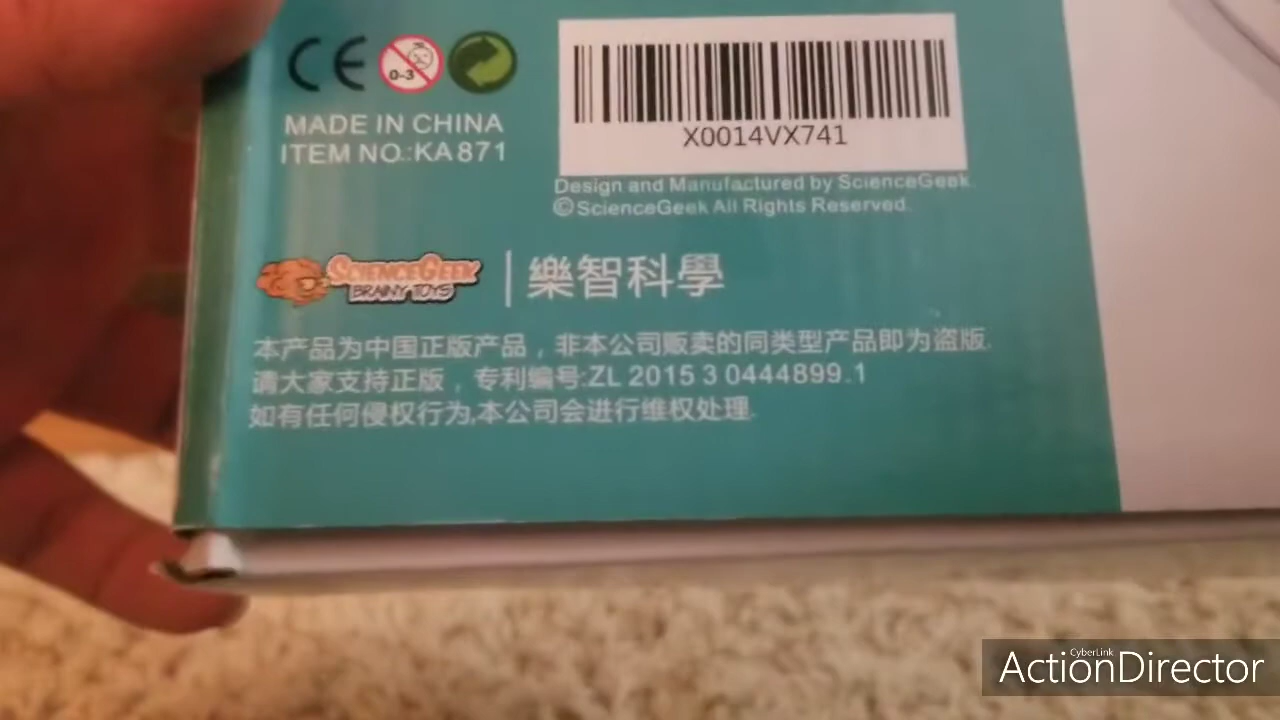 CE 0-3
MADE IN CHINA
ITEM NO.:KA871
X0014VX741
Design and Manufactured by ScienceGeek.
©ScienceGeek All Rights Reserved.
SCIENCEGEEK
BRAINY TOYS
樂智科學
本产品为中国正版产品，非本公司贩卖的同类型产品即为盗版.
请大家支持正版，专利编号:ZL 2015 3 0444899.1
如有任何侵权行为,本公司会进行维权处理.
CyberLink
ActionDirector